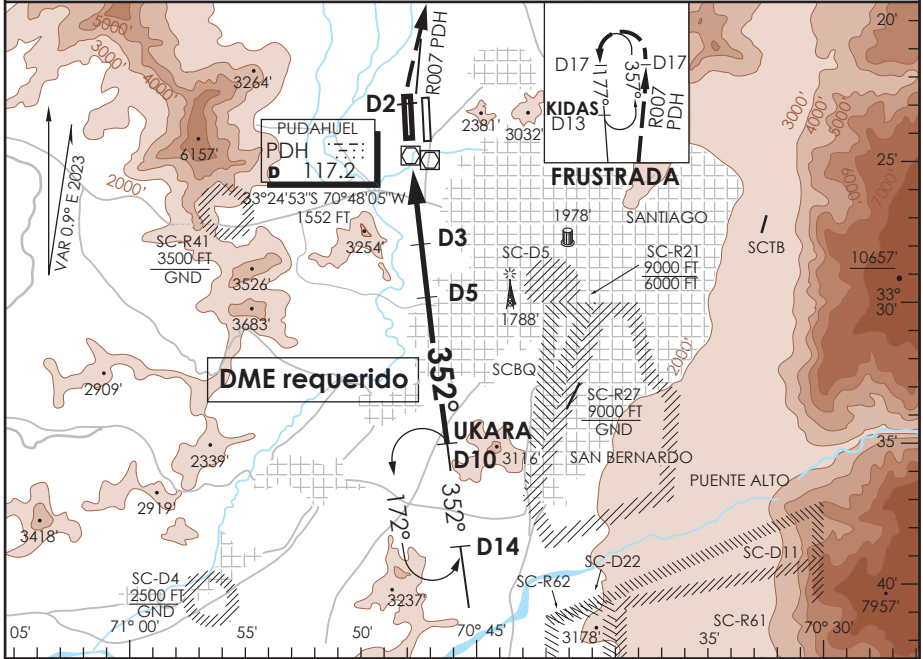 20'
5000'
3000'
4000'
3264'
6157'
2000'
VAR 0.9° E 2023
R007 PDH
D2
PUDAHUEL
PDH
D 117.2
33°24'53"S 70°48'05"W
1552 FT
2381'
3032'
D17
D17
177°
357°
KIDAS
D13
R007
PDH
FRUSTRADA
3000'
4000'
5000'
6000'
7000'
25'
SC-R41
3500 FT
GND
3254'
3526'
3683'
D3
D5
1978'
SANTIAGO
SC-D5
SC-R21
9000 FT
6000 FT
SCTB
10657'
33°
30'
1788'
2000'
DME requerido
352°
SCBQ
SC-R27
9000 FT
GND
2909'
UKARA
D10
3116'
SAN BERNARDO
35'
2339'
PUENTE ALTO
2919'
3418'
172°
352°
D14
SC-D11
SC-D4
2500 FT
GND
3237'
SC-R62
SC-D22
40'
7957'
SC-R61
3178'
05'
71° 00'
55'
50'
70° 45'
35'
70° 30'